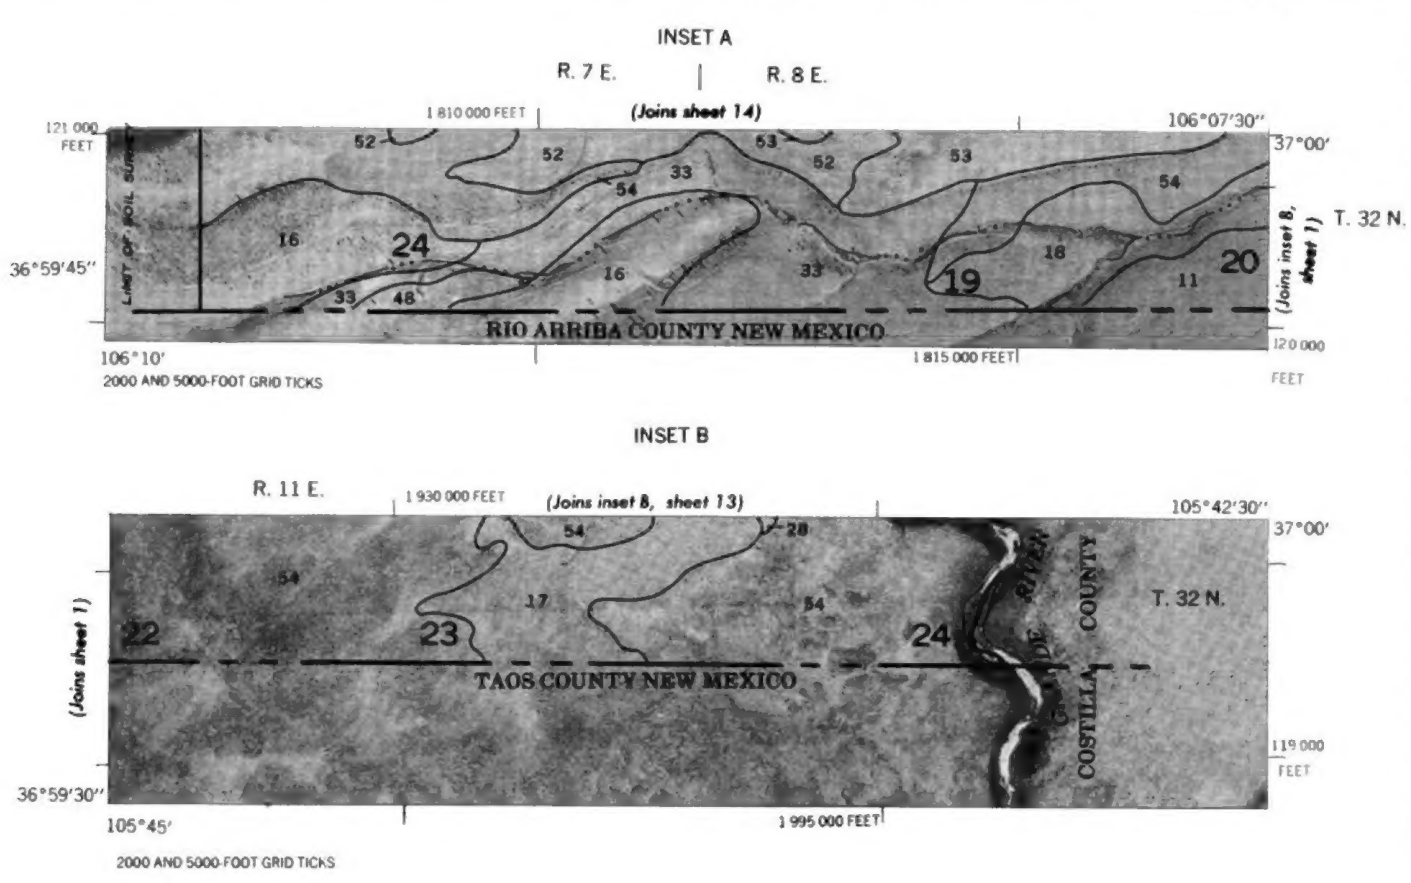 INSET A
R. 7 E.
R. 8 E.
1 810 000 FEET
(Joins sheet 14)
106°07'30"
121 000
FEET
37°00'
52
52
53
52
53
33
54
54
LIMIT OF SOIL SURVEY
T. 32 N.
16
24
18
(Joins inset B,
sheet 1)
36°59'45"
16
33
19
11
20
33
48
RIO ARRIBA COUNTY NEW MEXICO
120 000
FEET
106°10'
1 815 000 FEET
2000 AND 5000-FOOT GRID TICKS
INSET B
R. 11 E.
1 930 000 FEET
(Joins inset B, sheet 13)
105°42'30"
37°00'
54
28
54
17
54
RIVER
DE
COSTILLA COUNTY
T. 32 N.
22
23
24
(Joins sheet 1)
TAOS COUNTY NEW MEXICO
119 000
FEET
36°59'30"
105°45'
1 995 000 FEET
2000 AND 5000-FOOT GRID TICKS